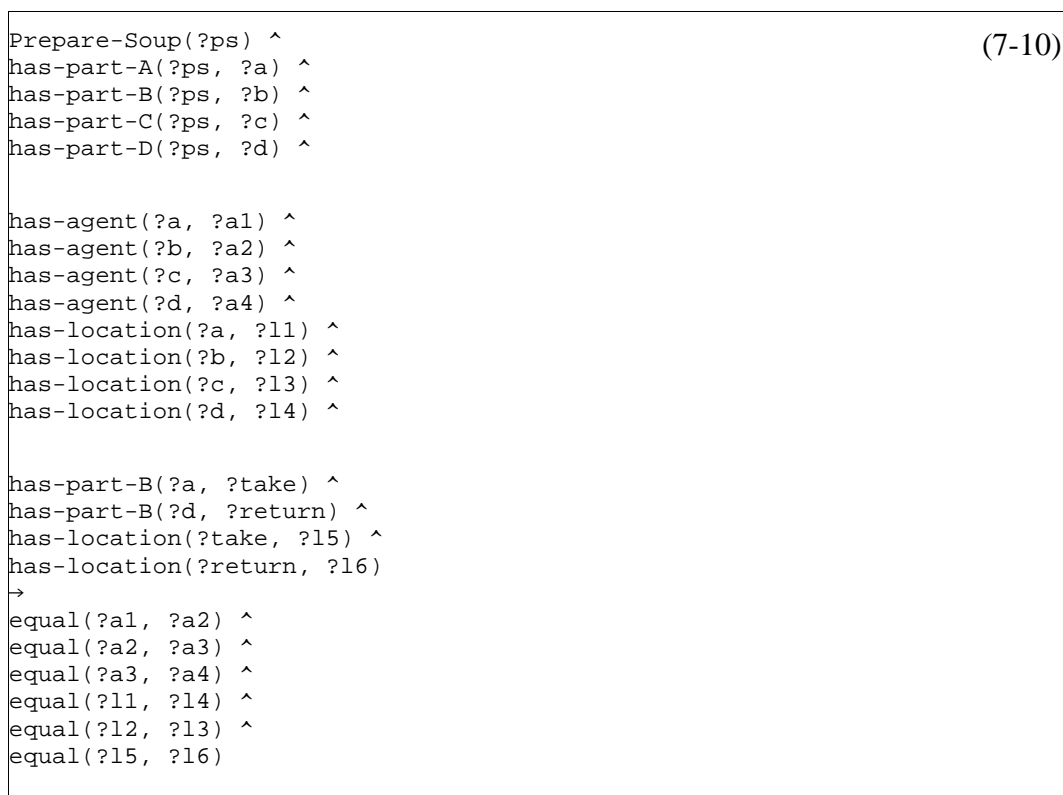 Prepare-Soup(?ps) ^ (7-10)
has-part-A(?ps, ?a) ^
has-part-B(?ps, ?b) ^
has-part-C(?ps, ?c) ^
has-part-D(?ps, ?d) ^
has-agent(?a, ?a1) ^
has-agent(?b, ?a2) ^
has-agent(?c, ?a3) ^
has-agent(?d, ?a4) ^
has-location(?a, ?l1) ^
has-location(?b, ?l2) ^
has-location(?c, ?l3) ^
has-location(?d, ?l4) ^
has-part-B(?a, ?take) ^
has-part-B(?d, ?return) ^
has-location(?take, ?l5) ^
has-location(?return, ?l6)
→
equal(?a1, ?a2) ^
equal(?a2, ?a3) ^
equal(?a3, ?a4) ^
equal(?l1, ?l4) ^
equal(?l2, ?l3) ^
equal(?l5, ?l6)